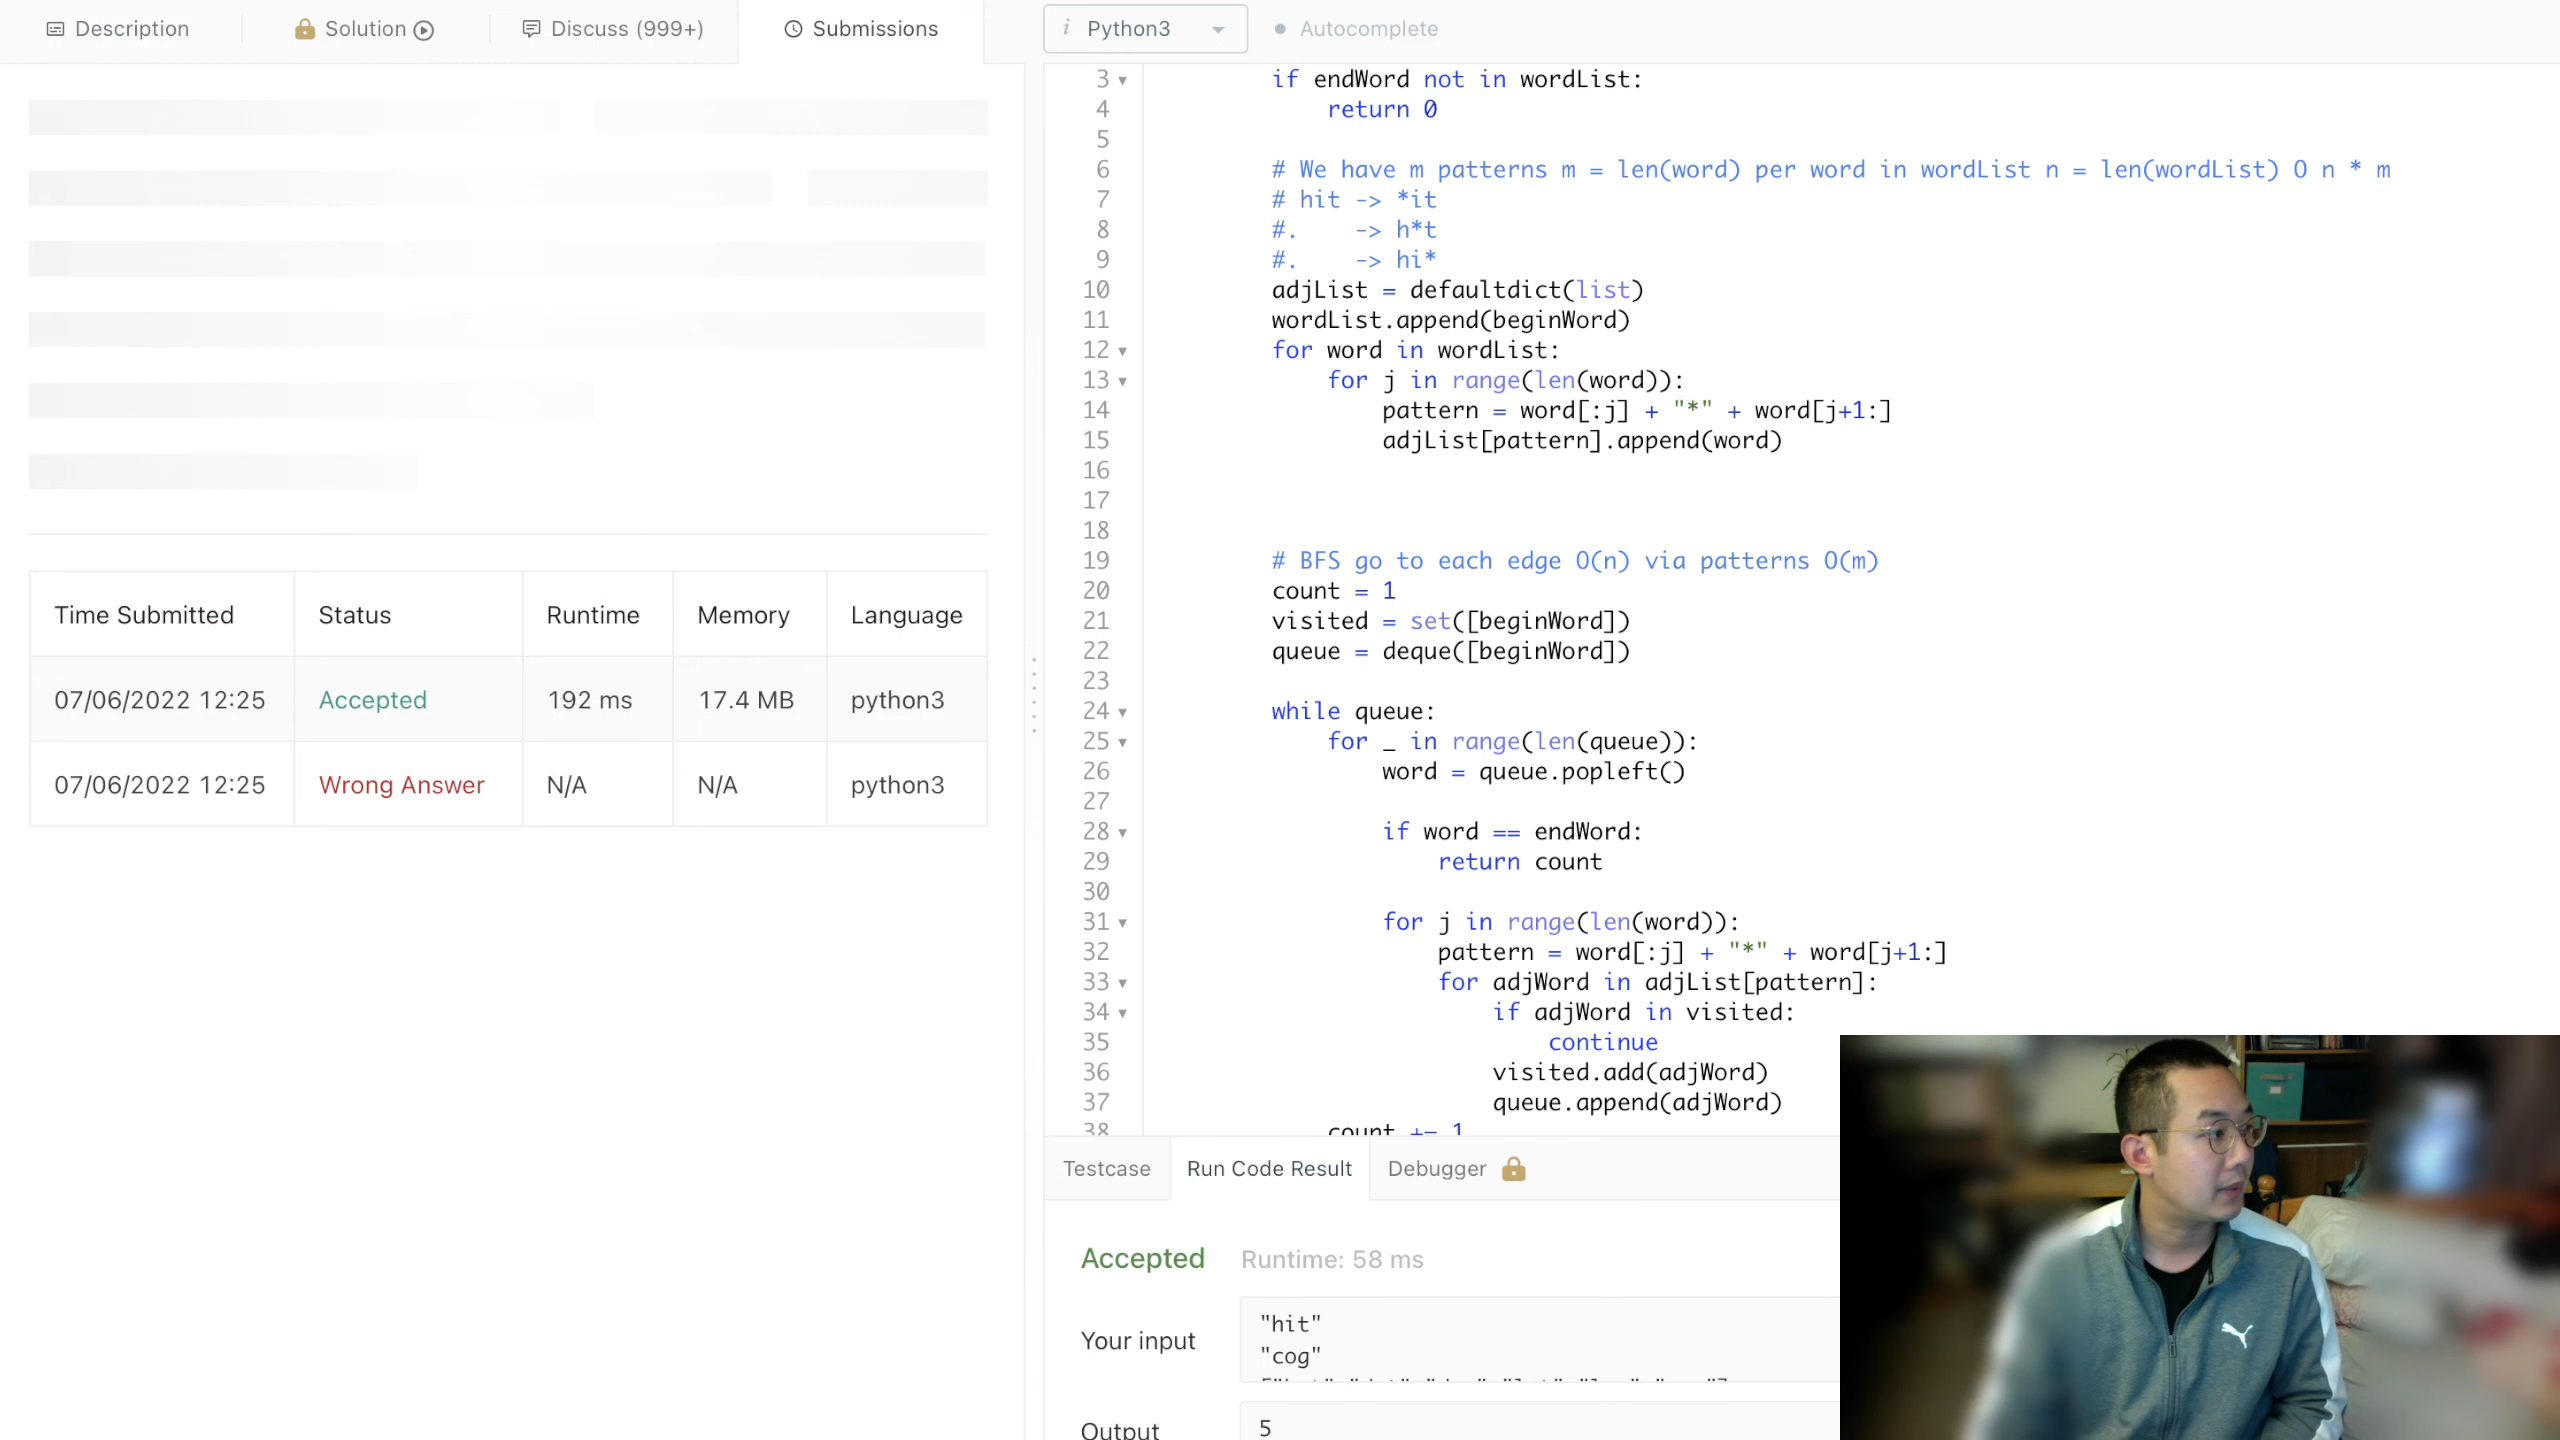 Description
Solution
Discuss (999+)
Submissions
i Python3
Autocomplete
3 if endWord not in wordList:
4 return 0
5
6 # We have m patterns m = len(word) per word in wordList n = len(wordList) O n * m
7 # hit -> *it
8 #. -> h*t
9 #. -> hi*
10 adjList = defaultdict(list)
11 wordList.append(beginWord)
12 for word in wordList:
13 for j in range(len(word)):
14 pattern = word[:j] + "*" + word[j+1:]
15 adjList[pattern].append(word)
16
17
18
19 # BFS go to each edge O(n) via patterns O(m)
20 count = 1
21 visited = set([beginWord])
22 queue = deque([beginWord])
23
24 while queue:
25 for _ in range(len(queue)):
26 word = queue.popleft()
27
28 if word == endWord:
29 return count
30
31 for j in range(len(word)):
32 pattern = word[:j] + "*" + word[j+1:]
33 for adjWord in adjList[pattern]:
34 if adjWord in visited:
35 continue
36 visited.add(adjWord)
37 queue.append(adjWord)
38 count += 1
Time Submitted Status Runtime Memory Language
07/06/2022 12:25 Accepted 192 ms 17.4 MB python3
07/06/2022 12:25 Wrong Answer N/A N/A python3
Testcase Run Code Result Debugger
Accepted Runtime: 58 ms
Your input
"hit"
"cog"
Output
5